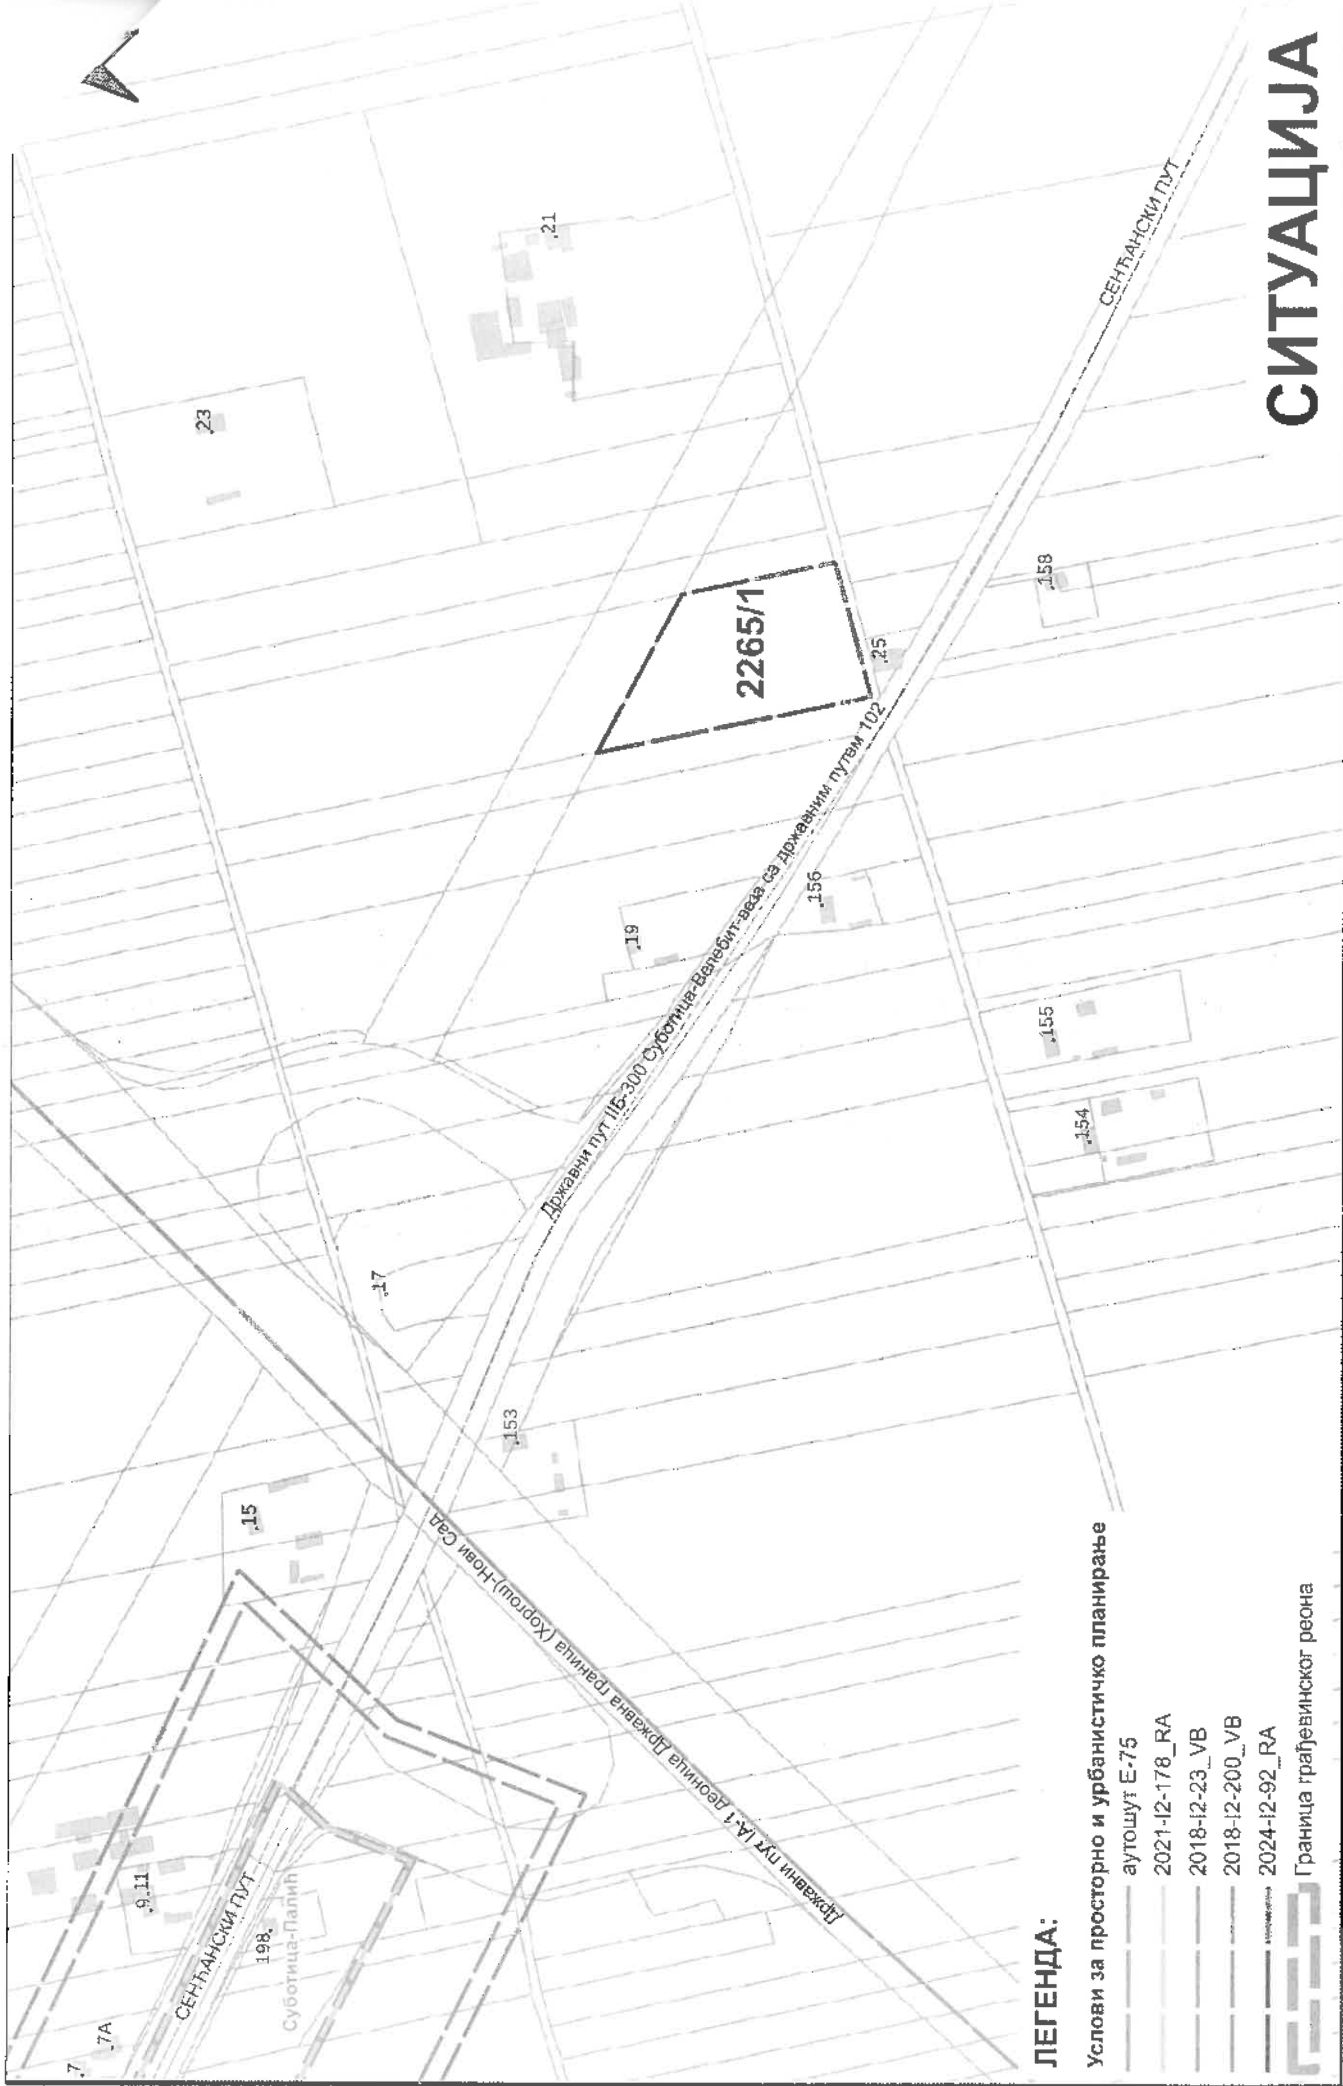 .7
.7А
.9.11
СЕНЋАНСКИ ПУТ
198.
Суботица-Палић
.15
.23
.21
.17
.153
.19
2265/1
.25
.156
.158
.155
.154
Државни пут IIБ-300 Суботица-Велебит-веза са државним путем 102
СЕНЋАНСКИ ПУТ
Државни пут IА-1 деоница Државна граница (Хоргош)-Нови Сад
СИТУАЦИЈА
ЛЕГЕНДА:
Услови за просторно и урбанистичко планирање
аутошут Е-75
2021-I2-178_RA
2018-I2-23_VB
2018-I2-200_VB
2024-I2-92_RA
Граница грађевинског реона